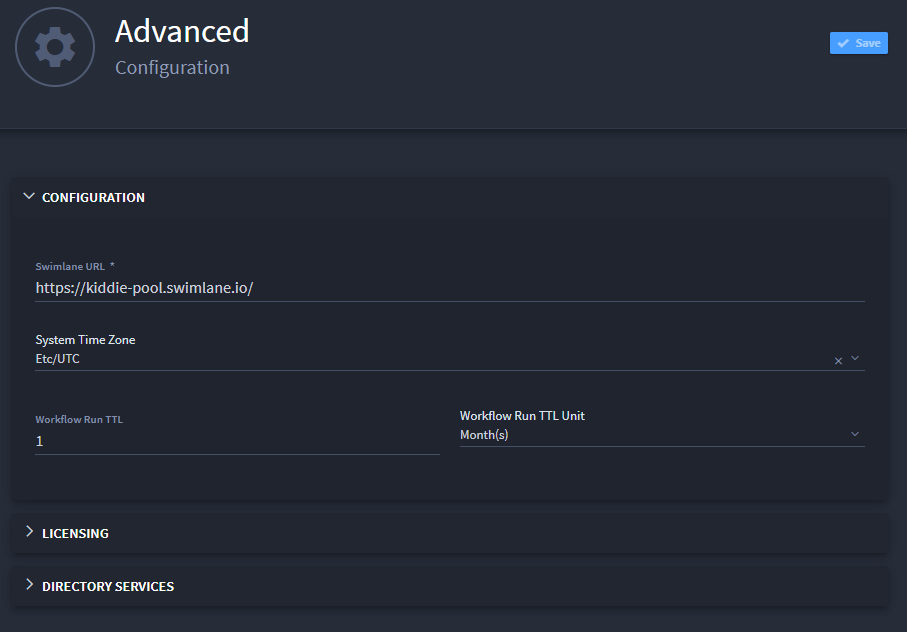 Advanced
Configuration
Save
CONFIGURATION
Swimlane URL *
https://kiddie-pool.swimlane.io/
System Time Zone
Etc/UTC
Workflow Run TTL
1
Workflow Run TTL Unit
Month(s)
LICENSING
DIRECTORY SERVICES